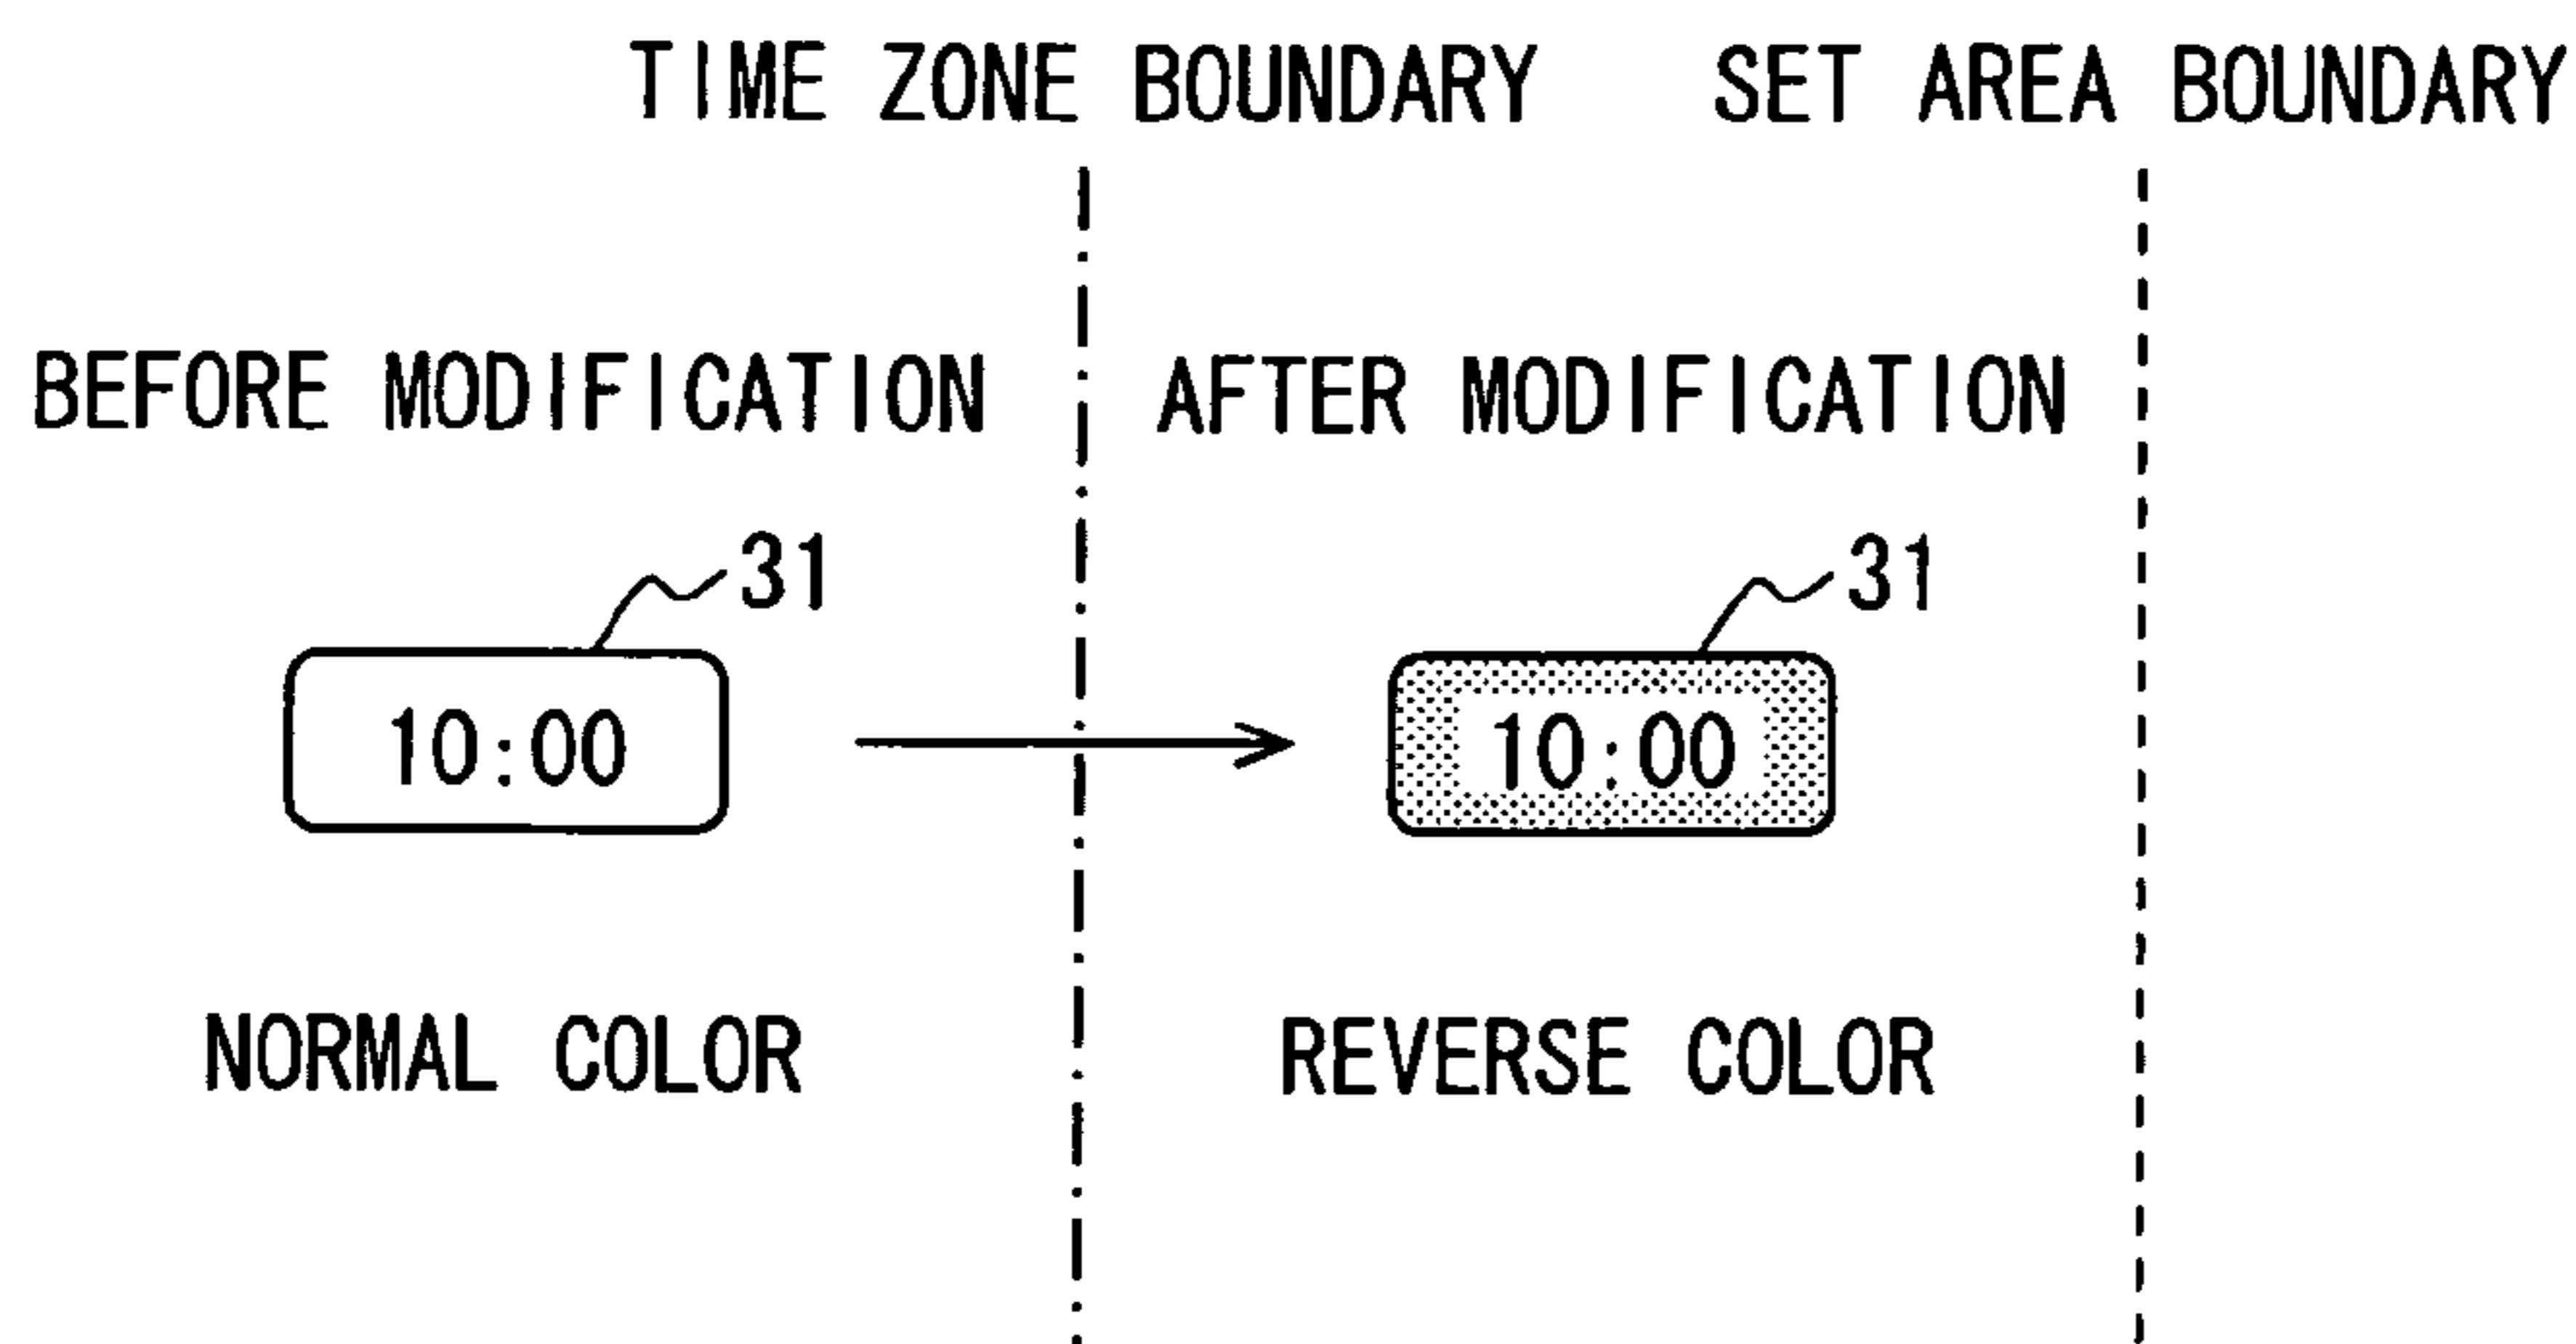 TIME ZONE BOUNDARY SET AREA BOUNDARY
BEFORE MODIFICATION AFTER MODIFICATION
31 31
10:00 10:00
NORMAL COLOR REVERSE COLOR